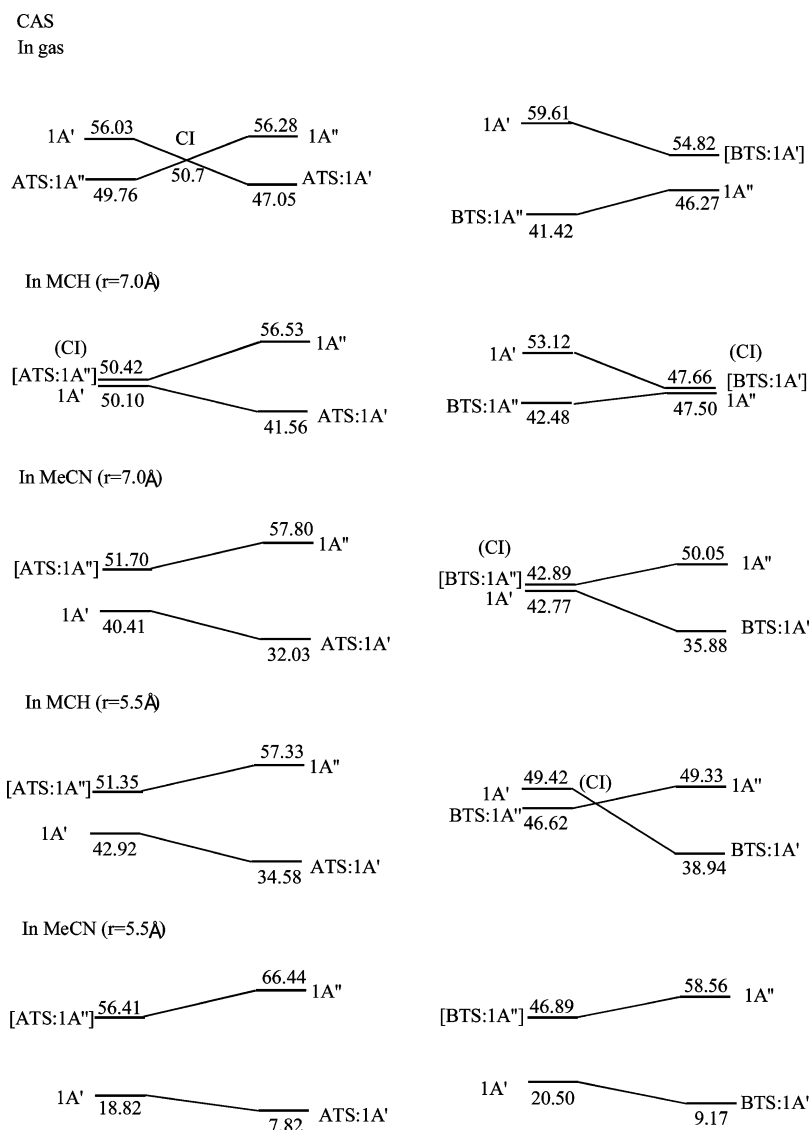 CAS
In gas
1A' 56.03 CI 56.28 1A"
ATS:1A" 49.76 50.7 47.05 ATS:1A'
1A' 59.61 54.82 [BTS:1A']
BTS:1A" 41.42 46.27 1A"
In MCH (r=7.0Å)
(CI)
[ATS:1A"] 50.42 56.53 1A"
1A' 50.10 41.56 ATS:1A'
1A' 53.12 (CI) 47.66 [BTS:1A']
BTS:1A" 42.48 47.50 1A"
In MeCN (r=7.0Å)
[ATS:1A"] 51.70 57.80 1A"
1A' 40.41 32.03 ATS:1A'
(CI)
[BTS:1A"] 42.89 50.05 1A"
1A' 42.77 35.88 BTS:1A'
In MCH (r=5.5Å)
[ATS:1A"] 51.35 57.33 1A"
1A' 42.92 34.58 ATS:1A'
1A' 49.42 (CI) 49.33 1A"
BTS:1A" 46.62 38.94 BTS:1A'
In MeCN (r=5.5Å)
[ATS:1A"] 56.41 66.44 1A"
1A' 18.82 7.82 ATS:1A'
[BTS:1A"] 46.89 58.56 1A"
1A' 20.50 9.17 BTS:1A'